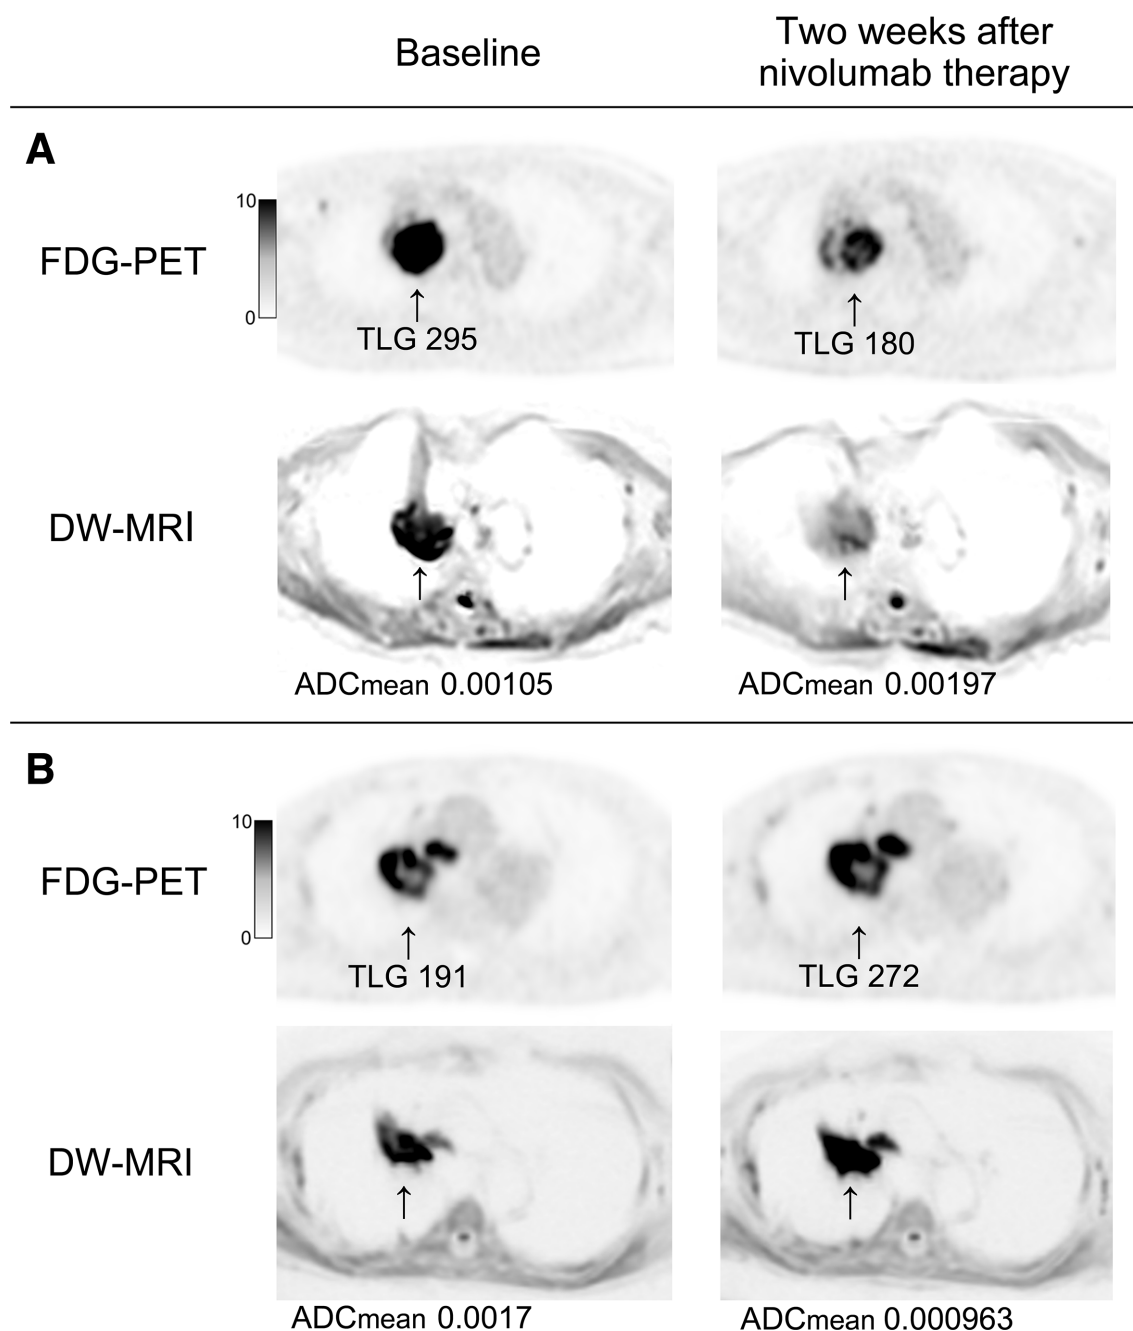 Baseline
Two weeks after
nivolumab therapy
A
10
FDG-PET
0
TLG 295
TLG 180
DW-MRI
ADCmean 0.00105
ADCmean 0.00197
B
10
FDG-PET
0
TLG 191
TLG 272
DW-MRI
ADCmean 0.0017
ADCmean 0.000963